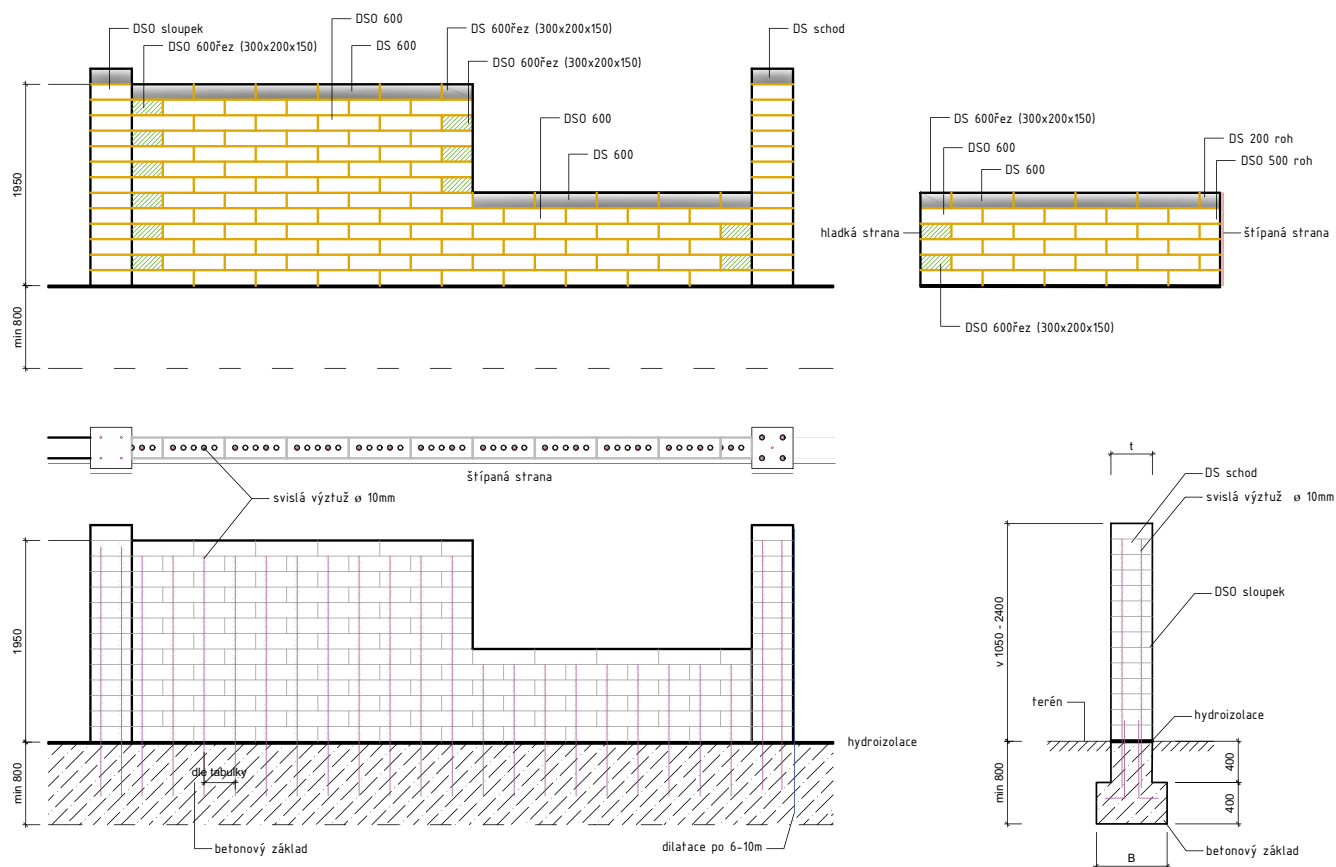 DSO sloupek
DSO 600
DSO 600řez (300x200x150)
DS 600
DS 600řez (300x200x150)
DSO 600řez (300x200x150)
DS schod
DSO 600
DS 600
1950
min 800
DS 600řez (300x200x150)
DSO 600
DS 600
DS 200 roh
DSO 500 roh
hladká strana
štípaná strana
DSO 600řez (300x200x150)
štípaná strana
svislá výztuž ø 10mm
1950
min 800
dle tabulky
hydroizolace
betonový základ
dilatace po 6-10m
t
DS schod
svislá výztuž ø 10mm
DSO sloupek
v 1050 - 2400
terén
hydroizolace
min 800
400
400
betonový základ
B